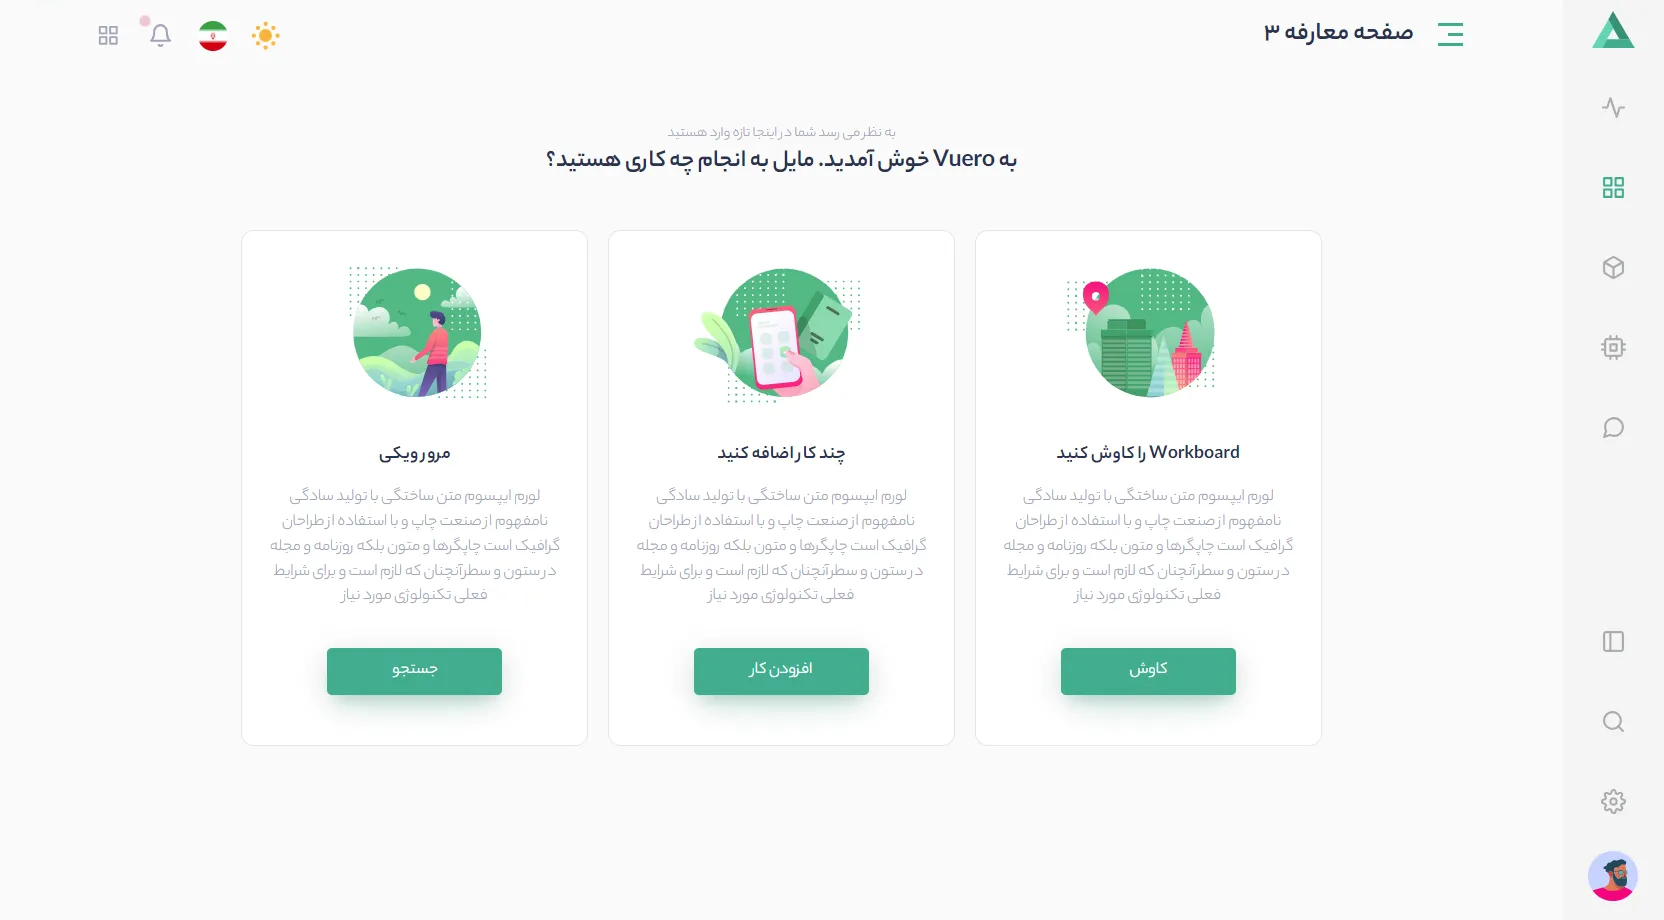 صفحه معارفه ۳
به نظر می رسد شما در اینجا تازه وارد هستید
به Vuero خوش آمدید. مایل به انجام چه کاری هستید؟
Workboard را کاوش کنید
لورم ایپسوم متن ساختگی با تولید سادگی
نامفهوم از صنعت چاپ و با استفاده از طراحان
گرافیک است چاپگرها و متون بلکه روزنامه و مجله
در ستون و سطرآنچنان که لازم است و برای شرایط
فعلی تکنولوژی مورد نیاز
کاوش
چند کار اضافه کنید
لورم ایپسوم متن ساختگی با تولید سادگی
نامفهوم از صنعت چاپ و با استفاده از طراحان
گرافیک است چاپگرها و متون بلکه روزنامه و مجله
در ستون و سطرآنچنان که لازم است و برای شرایط
فعلی تکنولوژی مورد نیاز
افزودن کار
مرور ویکی
لورم ایپسوم متن ساختگی با تولید سادگی
نامفهوم از صنعت چاپ و با استفاده از طراحان
گرافیک است چاپگرها و متون بلکه روزنامه و مجله
در ستون و سطرآنچنان که لازم است و برای شرایط
فعلی تکنولوژی مورد نیاز
جستجو